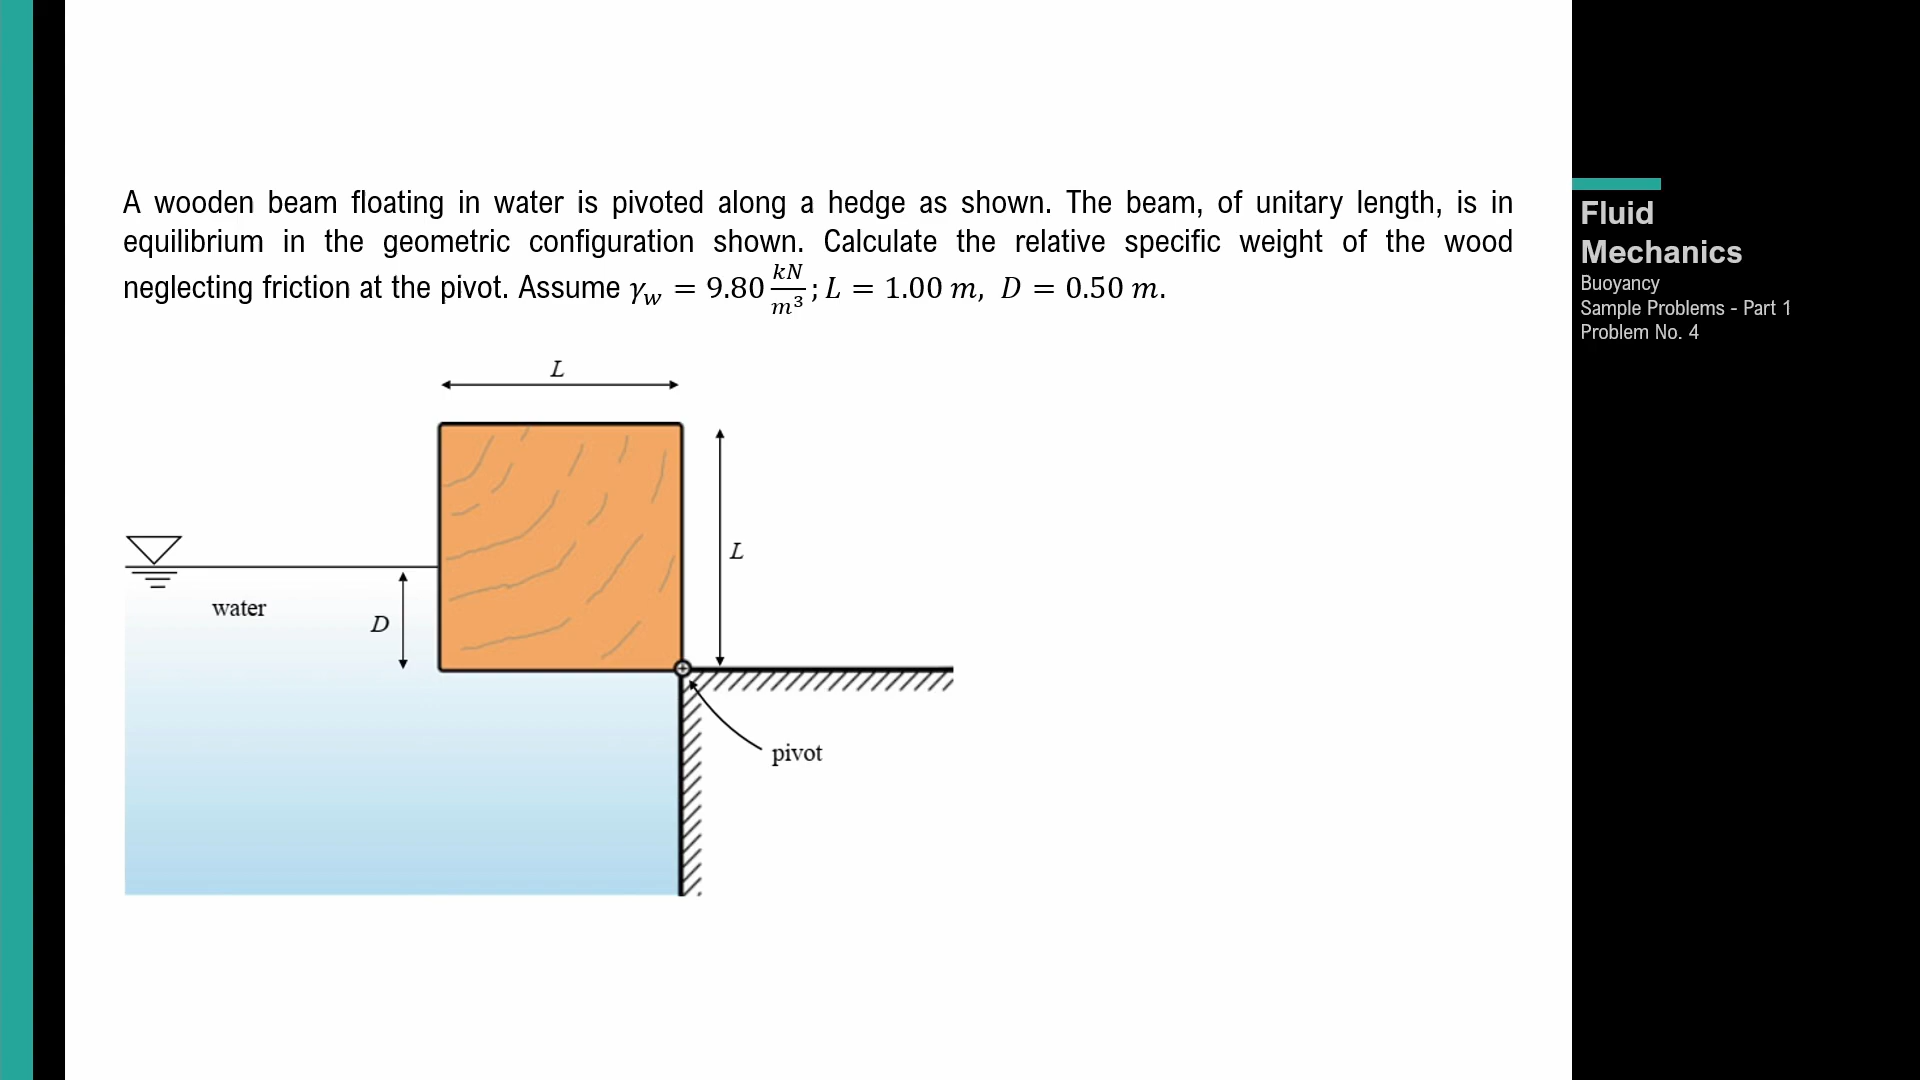 A wooden beam floating in water is pivoted along a hedge as shown. The beam, of unitary length, is in
equilibrium in the geometric configuration shown. Calculate the relative specific weight of the wood
neglecting friction at the pivot. Assume γ_w = 9.80 kN/m³; L = 1.00 m, D = 0.50 m.
Fluid
Mechanics
Buoyancy
Sample Problems - Part 1
Problem No. 4
L
L
water
D
pivot